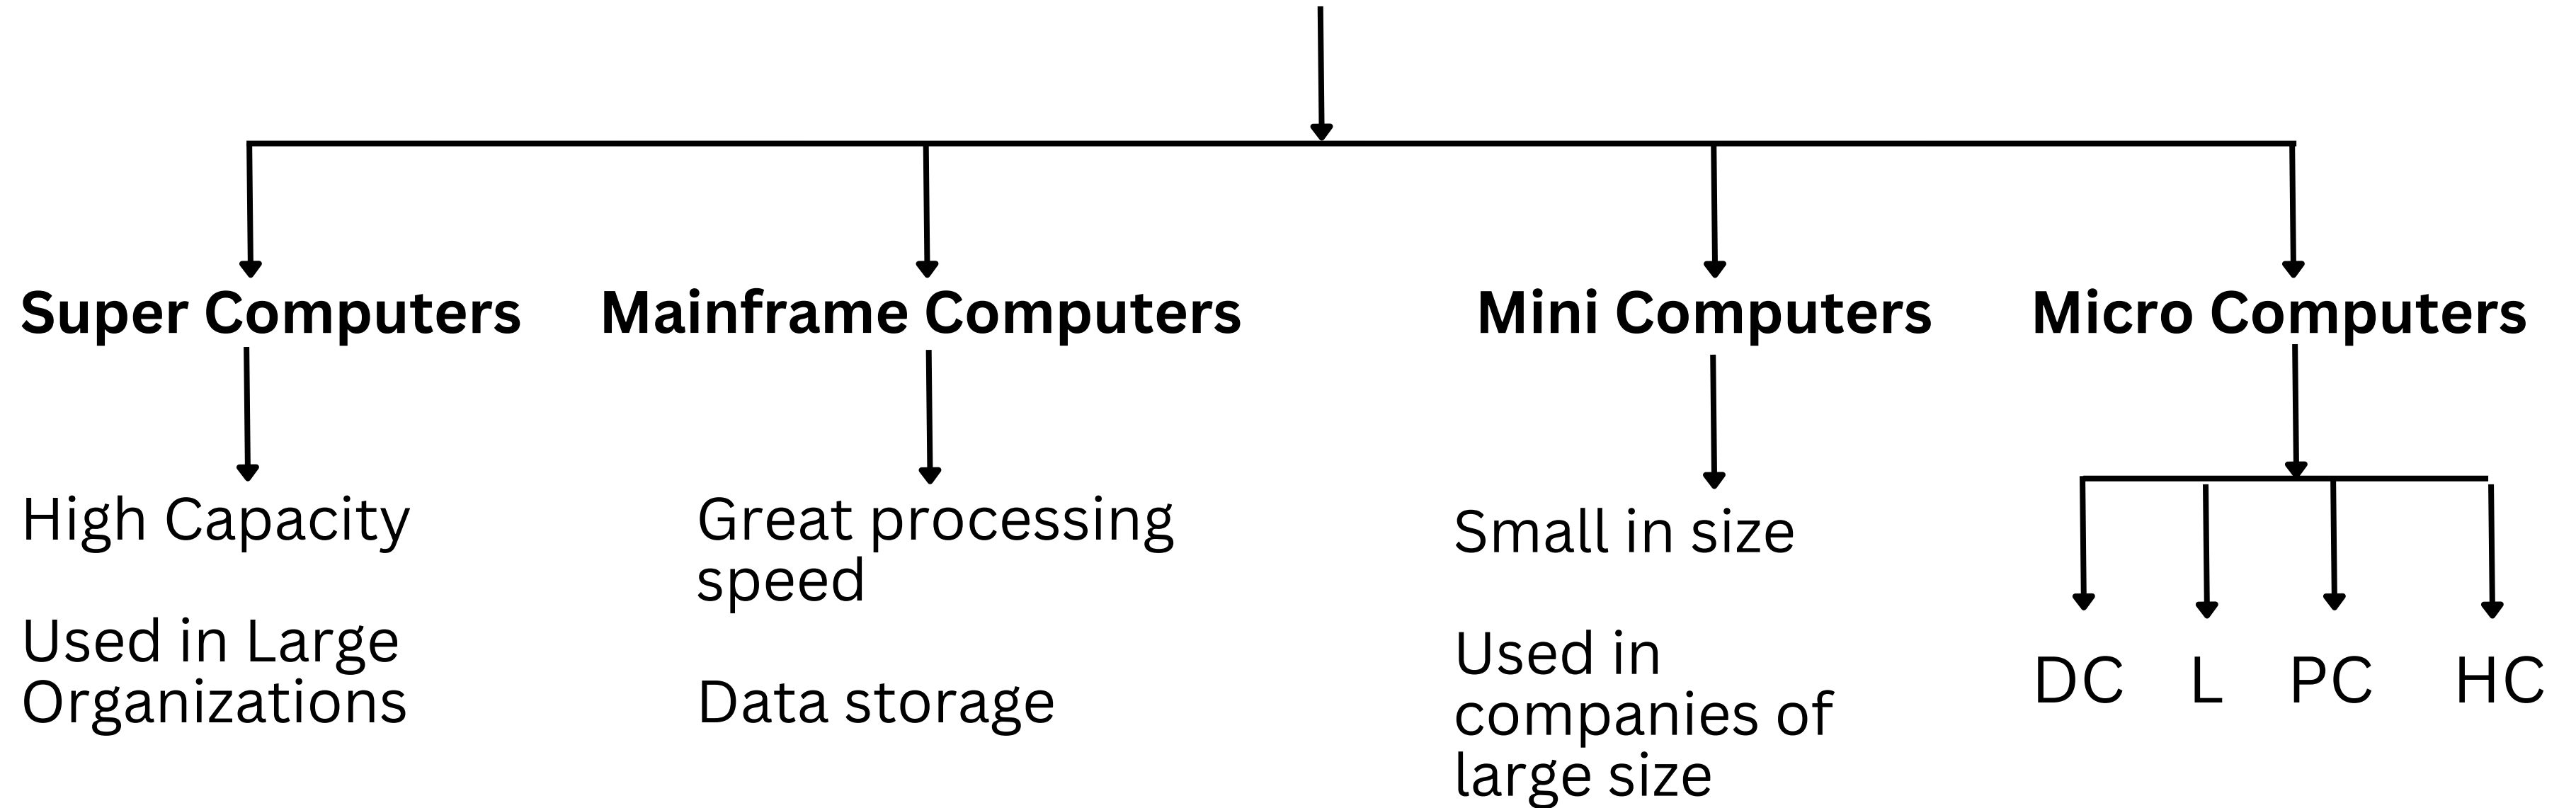 Super Computers
Mainframe Computers
Mini Computers
Micro Computers
High Capacity
Used in Large
Organizations
Great processing
speed
Data storage
Small in size
Used in
companies of
large size
DC
L
PC
HC